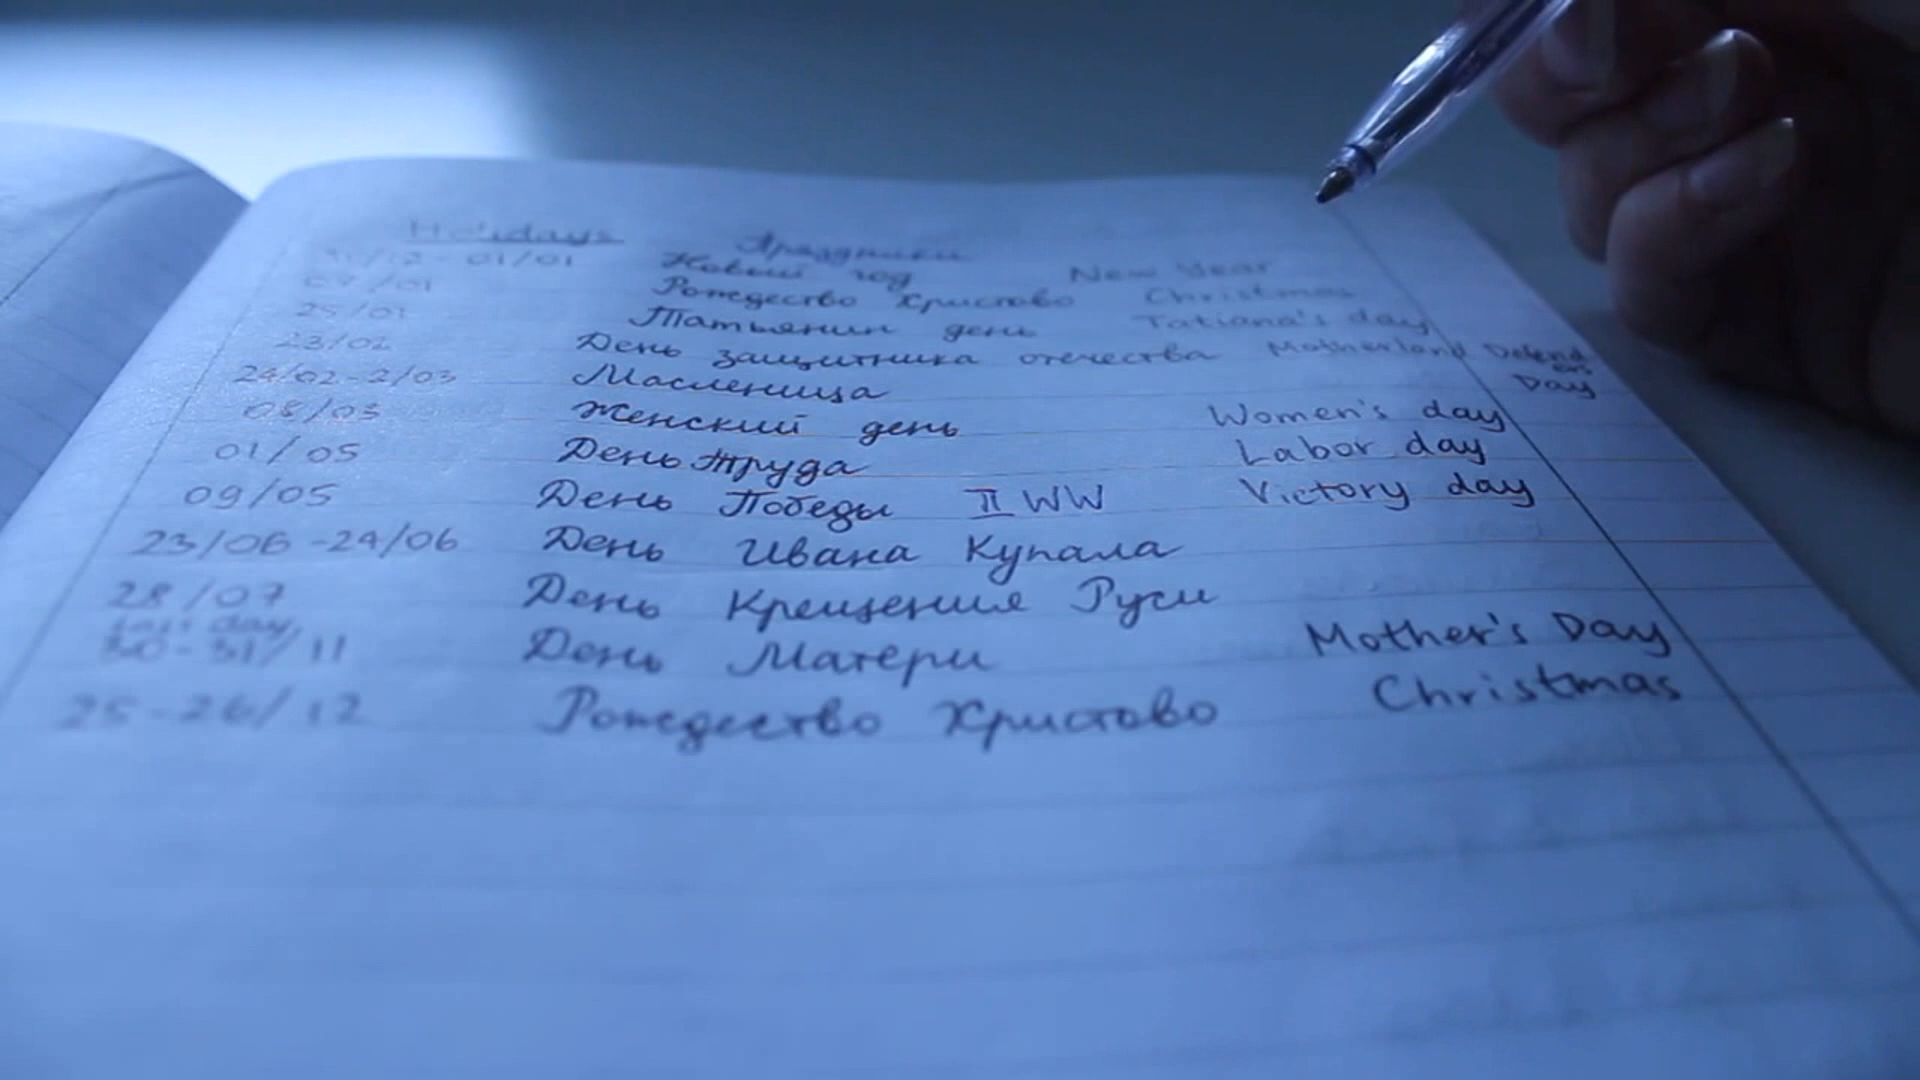 Holidays Праздники
31/12 - 01/01 Новый год New Year
07/01 Рождество Христово Christmas
25/01 Татьянин день Tatiana's day
23/02 День защитника отечества Motherland Defenders Day
24/02-2/03 Масленица
08/03 Женский день Women's day
01/05 День труда Labor day
09/05 День Победы II WW Victory day
23/06-24/06 День Ивана Купала
28/07 День Крещения Руси
last day
30-31/11 День Матери Mother's Day
25-26/12 Рождество Христово Christmas